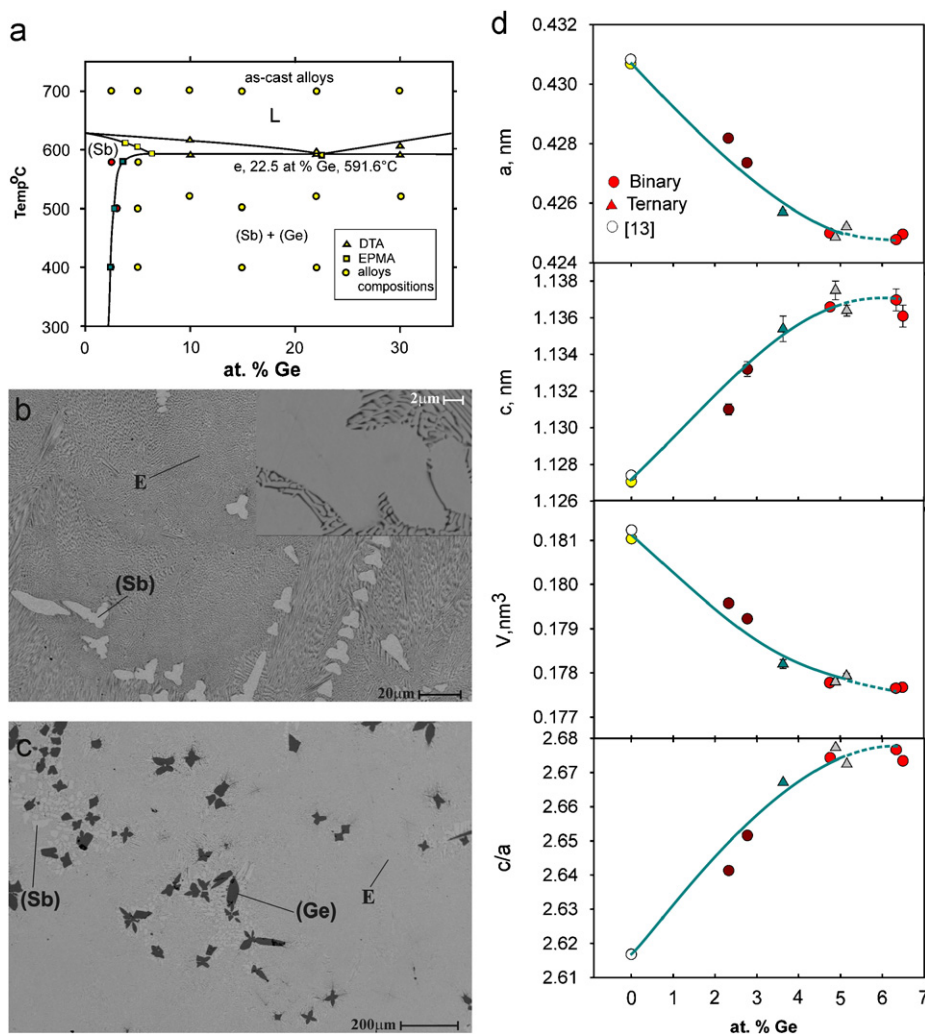 a
as-cast alloys
700
L
600
(Sb)
e, 22.5 at % Ge, 591.6°C
500
(Sb) + (Ge)
DTA
EPMA
alloys
compositions
400
300
Temp°C
0 10 20 30
at. % Ge
b
2µm
E
(Sb)
20µm
c
(Sb)
E
(Ge)
200µm
d
0.432
0.430
0.428
0.426
0.424
a, nm
Binary
Ternary
[13]
1.138
1.136
1.134
1.132
1.130
1.128
1.126
c, nm
0.181
0.180
0.179
0.178
0.177
V,nm³
2.68
2.67
2.66
2.65
2.64
2.63
2.62
2.61
c/a
0 1 2 3 4 5 6 7
at. % Ge